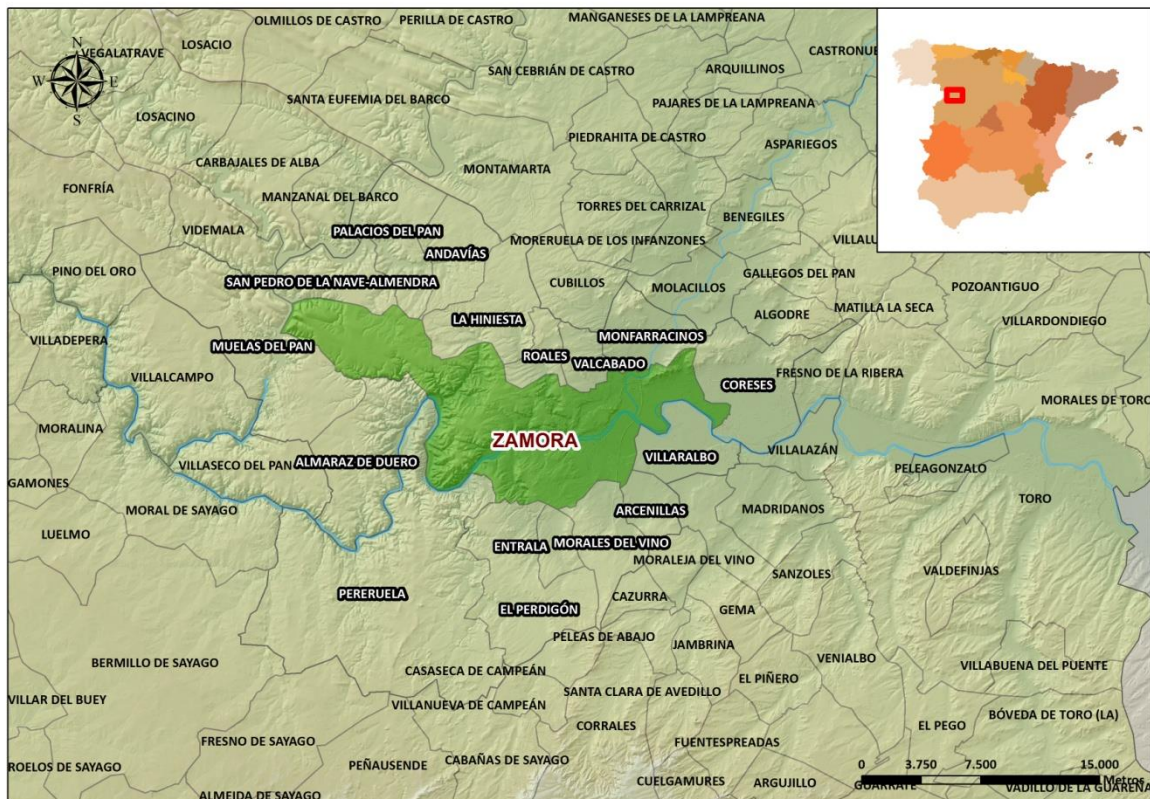 OLMILLOS DE CASTRO
PERILLA DE CASTRO
MANGANESES DE LA LAMPREANA
N
VEGALATRAVE
LOSACIO
CASTRONUE
W
E
S
SAN CEBRIÁN DE CASTRO
ARQUILLINOS
SANTA EUFEMIA DEL BARCO
PAJARES DE LA LAMPREANA
LOSACINO
PIEDRAHITA DE CASTRO
ASPARIEGOS
CARBAJALES DE ALBA
MONTAMARTA
FONFRÍA
MANZANAL DEL BARCO
TORRES DEL CARRIZAL
BENEGILES
VIDEMALA
PALACIOS DEL PAN
MORERUELA DE LOS INFANZONES
VILLALU
ANDAVÍAS
PINO DEL ORO
SAN PEDRO DE LA NAVE-ALMENDRA
CUBILLOS
GALLEGOS DEL PAN
MOLACILLOS
POZOANTIGUO
MATILLA LA SECA
LA HINIESTA
ALGODRE
VILLARDONDIEGO
VILLADEPERA
MUELAS DEL PAN
MONFARRACINOS
ROALES
VALCABADO
VILLALCAMPO
FRESNO DE LA RIBERA
CORESES
MORALES DE TORO
MORALINA
ZAMORA
VILLASECO DEL PAN
ALMARAZ DE DUERO
VILLARALBO
VILLALAZÁN
PELEAGONZALO
GAMONES
MORAL DE SAYAGO
ARCENILLAS
MADRIDANOS
TORO
LUELMO
ENTRALA
MORALES DEL VINO
MORALEJA DEL VINO
SANZOLES
VALDEFINJAS
PERERUELA
EL PERDIGÓN
CAZURRA
GEMA
PELEAS DE ABAJO
JAMBRINA
BERMILLO DE SAYAGO
VENIALBO
VILLABUENA DEL PUENTE
CASASECA DE CAMPEÁN
EL PIÑERO
VILLAR DEL BUEY
SANTA CLARA DE AVEDILLO
VILLANUEVA DE CAMPEÁN
BÓVEDA DE TORO (LA)
CORRALES
EL PEGO
FRESNO DE SAYAGO
FUENTESPREADAS
CABAÑAS DE SAYAGO
ROELOS DE SAYAGO
PEÑAUSENDE
0 3.750 7.500 15.000
Metros
CUELGAMURES
ARGUJILLO
GUARRATE
VADILLO DE LA GUAREÑA
ALMEIDA DE SAYAGO